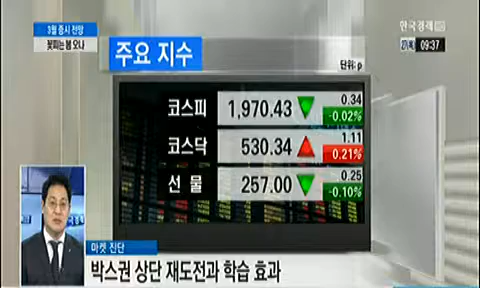 3월 증시 전망
꽃피는 봄 오나
한국경제
09:37
주요 지수
단위:p
코스피 1,970.43 ▼ 0.34 -0.02%
코스닥 530.34 ▲ 1.11 0.21%
선물 257.00 ▼ 0.25 -0.10%
마켓 진단
박스권 상단 재도전과 학습 효과